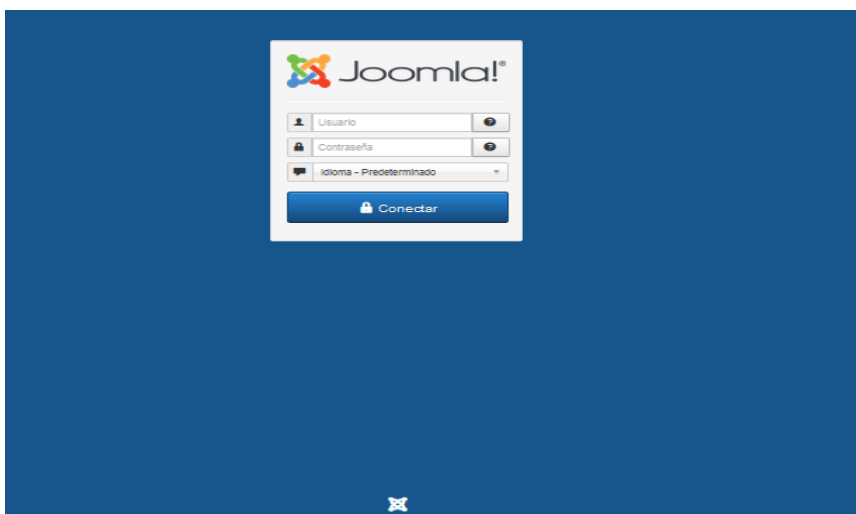 Joomla!®
Usuario
Contraseña
Idioma - Predeterminado
Conectar